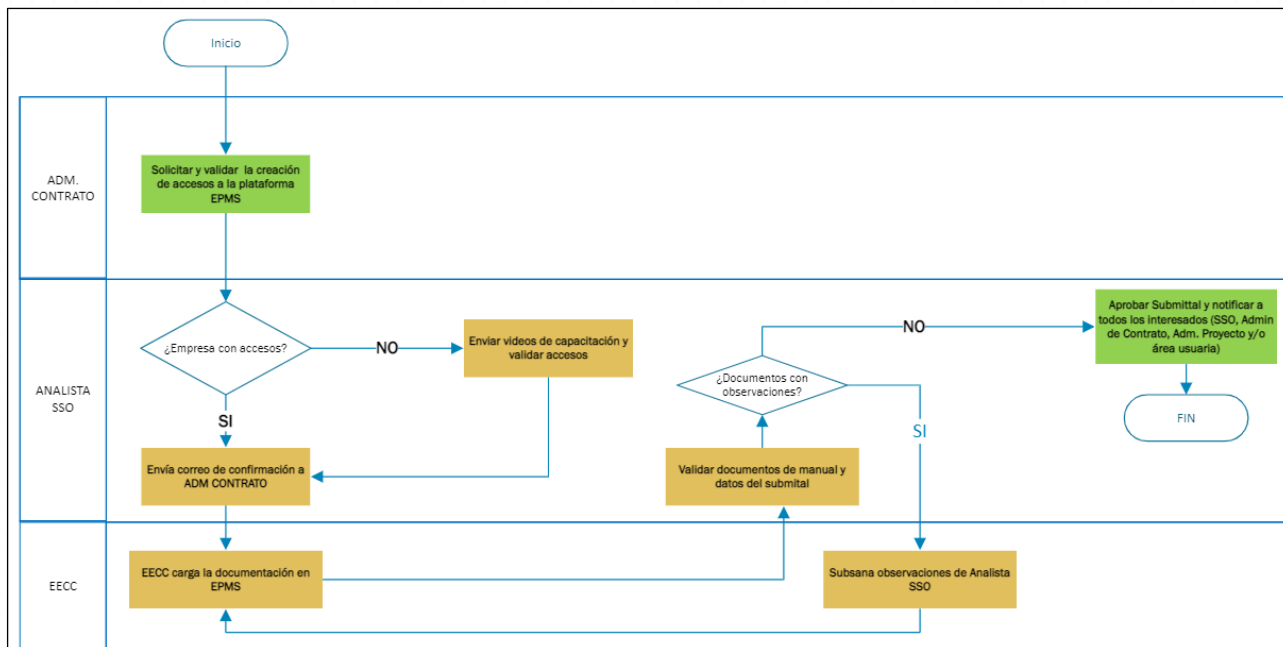 Inicio
ADM.
CONTRATO
Solicitar y validar la creación
de accesos a la plataforma
EPMS
ANALISTA
SSO
¿Empresa con accesos?
NO
Enviar videos de capacitación y
validar accesos
SI
Envía correo de confirmación a
ADM CONTRATO
¿Documentos con
observaciones?
NO
Aprobar Submittal y notificar a
todos los interesados (SSO, Admin
de Contrato, Adm. Proyecto y/o
área usuaria)
FIN
SI
Validar documentos de manual y
datos del submital
EECC
EECC carga la documentación en
EPMS
Subsana observaciones de Analista
SSO